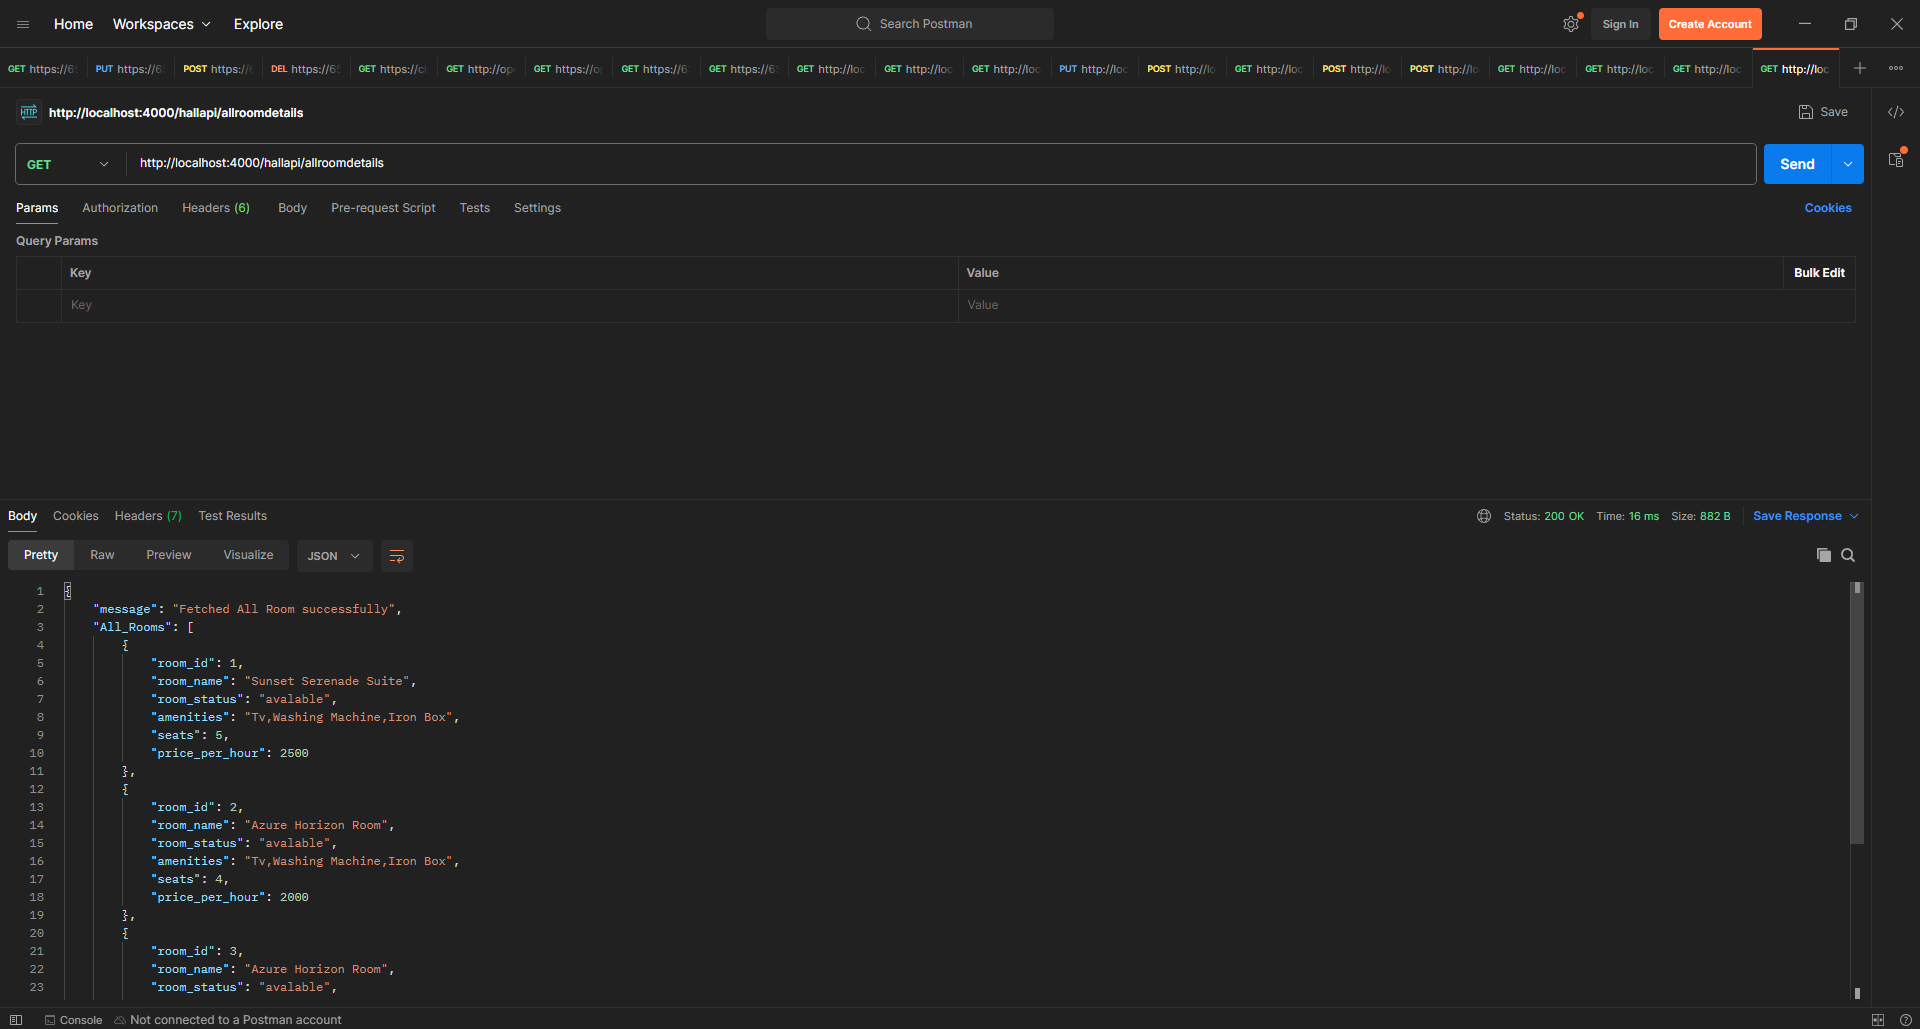 Home Workspaces Explore Search Postman Sign In Create Account
GET https://6 PUT https://6 POST https:// DEL https://6 GET https://c GET http://op GET https://o GET https://6 GET https://6 GET http://loc GET http://loc GET http://loc PUT http://loc POST http://lo GET http://loc POST http://lo POST http://lo GET http://loc GET http://loc GET http://loc GET http://loc
HTTP http://localhost:4000/hallapi/allroomdetails Save
GET http://localhost:4000/hallapi/allroomdetails Send
Params Authorization Headers (6) Body Pre-request Script Tests Settings Cookies
Query Params
Key Value Bulk Edit
Key Value
Body Cookies Headers (7) Test Results Status: 200 OK Time: 16 ms Size: 882 B Save Response
Pretty Raw Preview Visualize JSON
1 {
2 "message": "Fetched All Room successfully",
3 "All_Rooms": [
4 {
5 "room_id": 1,
6 "room_name": "Sunset Serenade Suite",
7 "room_status": "avalable",
8 "amenities": "Tv,Washing Machine,Iron Box",
9 "seats": 5,
10 "price_per_hour": 2500
11 },
12 {
13 "room_id": 2,
14 "room_name": "Azure Horizon Room",
15 "room_status": "avalable",
16 "amenities": "Tv,Washing Machine,Iron Box",
17 "seats": 4,
18 "price_per_hour": 2000
19 },
20 {
21 "room_id": 3,
22 "room_name": "Azure Horizon Room",
23 "room_status": "avalable",
Console Not connected to a Postman account